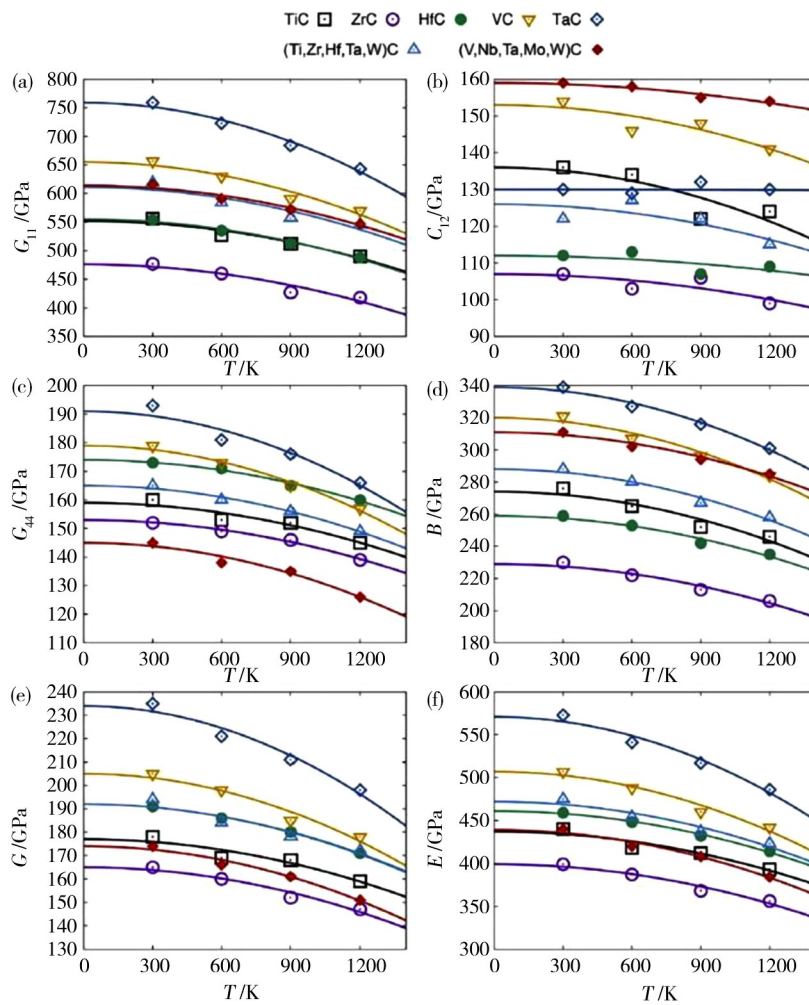 TiC ZrC HfC VC TaC
(Ti,Zr,Hf,Ta,W)C (V,Nb,Ta,Mo,W)C
(a)
800
750
700
650
600
550
500
450
400
350
G11/GPa
0 300 600 900 1200
T/K
(b)
160
150
140
130
120
110
100
90
C12/GPa
0 300 600 900 1200
T/K
(c)
200
190
180
170
160
150
140
130
120
110
G44/GPa
0 300 600 900 1200
T/K
(d)
340
320
300
280
260
240
220
200
180
B/GPa
0 300 600 900 1200
T/K
(e)
240
230
220
210
200
190
180
170
160
150
140
130
G/GPa
0 300 600 900 1200
T/K
(f)
600
550
500
450
400
350
300
E/GPa
0 300 600 900 1200
T/K